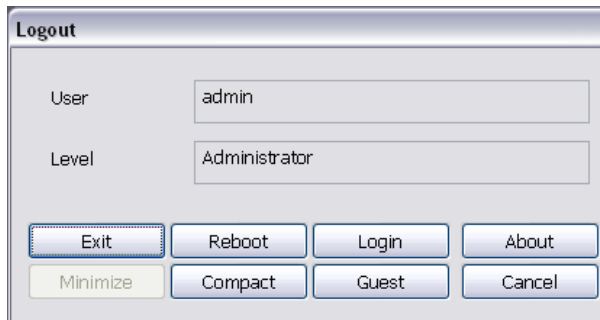 Logout
User admin
Level Administrator
Exit Reboot Login About
Minimize Compact Guest Cancel